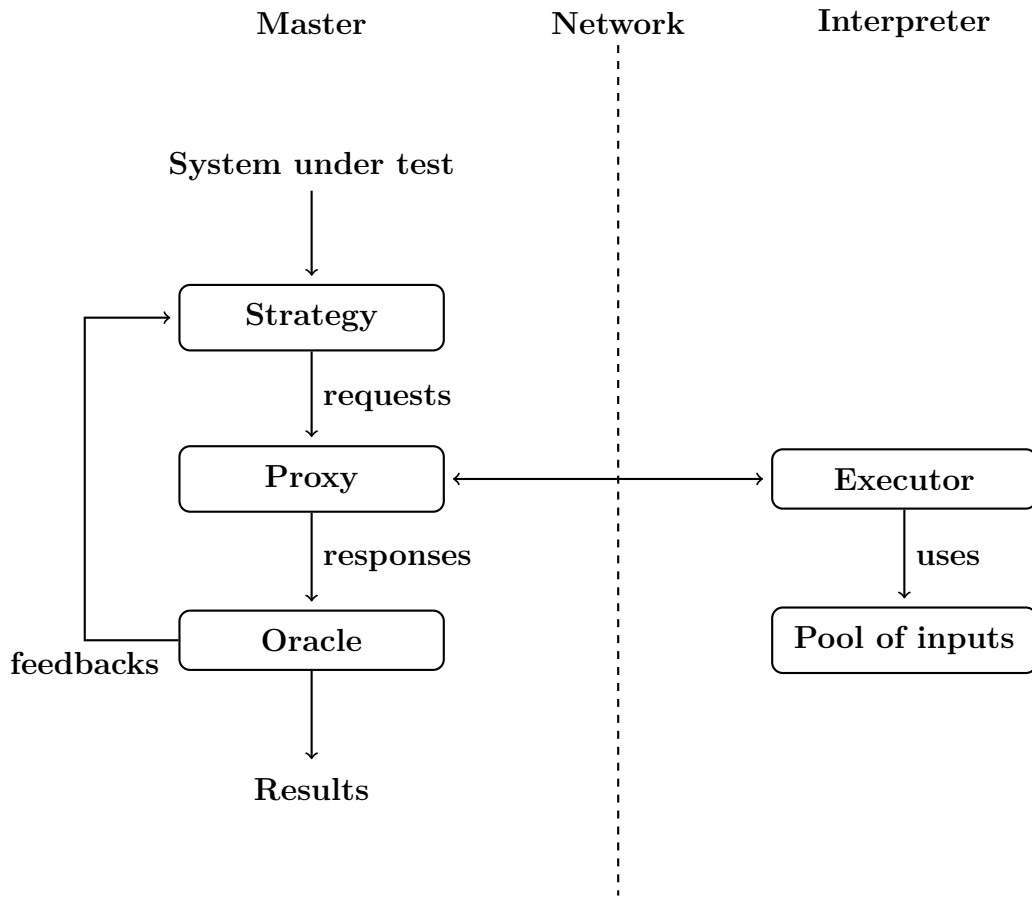 Master
Network
Interpreter
System under test
Strategy
requests
Proxy
Executor
responses
uses
Oracle
Pool of inputs
feedbacks
Results